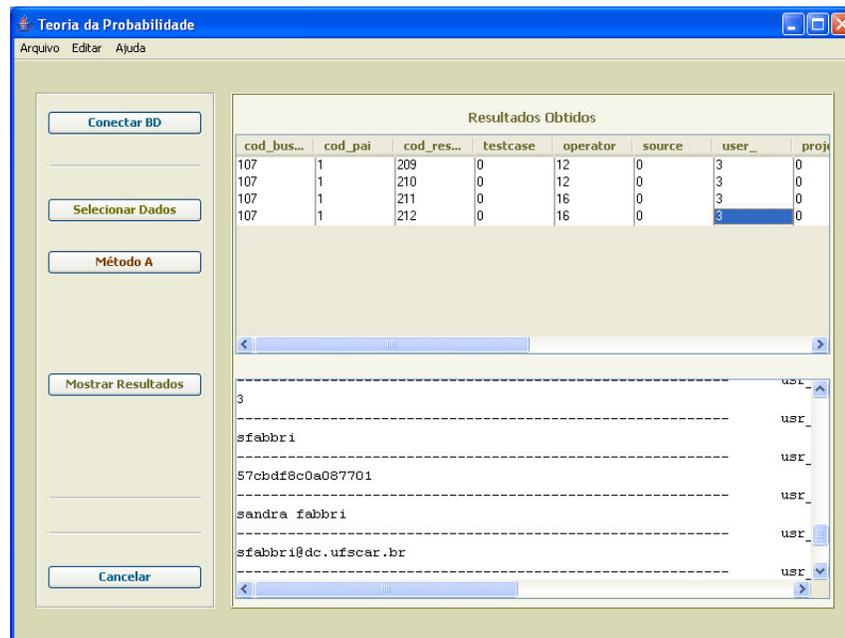 Teoria da Probabilidade
Arquivo Editar Ajuda
Conectar BD
Selecionar Dados
Método A
Mostrar Resultados
Cancelar
Resultados Obtidos
cod_bus... cod_pai cod_res... testcase operator source user_ proje
107 1 209 0 12 0 3 0
107 1 210 0 12 0 3 0
107 1 211 0 16 0 3 0
107 1 212 0 16 0 3 0
------------------------------------------------------- usr_
3
------------------------------------------------------- usr_
sfabbri
------------------------------------------------------- usr_
57cbdf8c0a087701
------------------------------------------------------- usr_
sandra fabbri
------------------------------------------------------- usr_
sfabbri@dc.ufscar.br
------------------------------------------------------- usr_